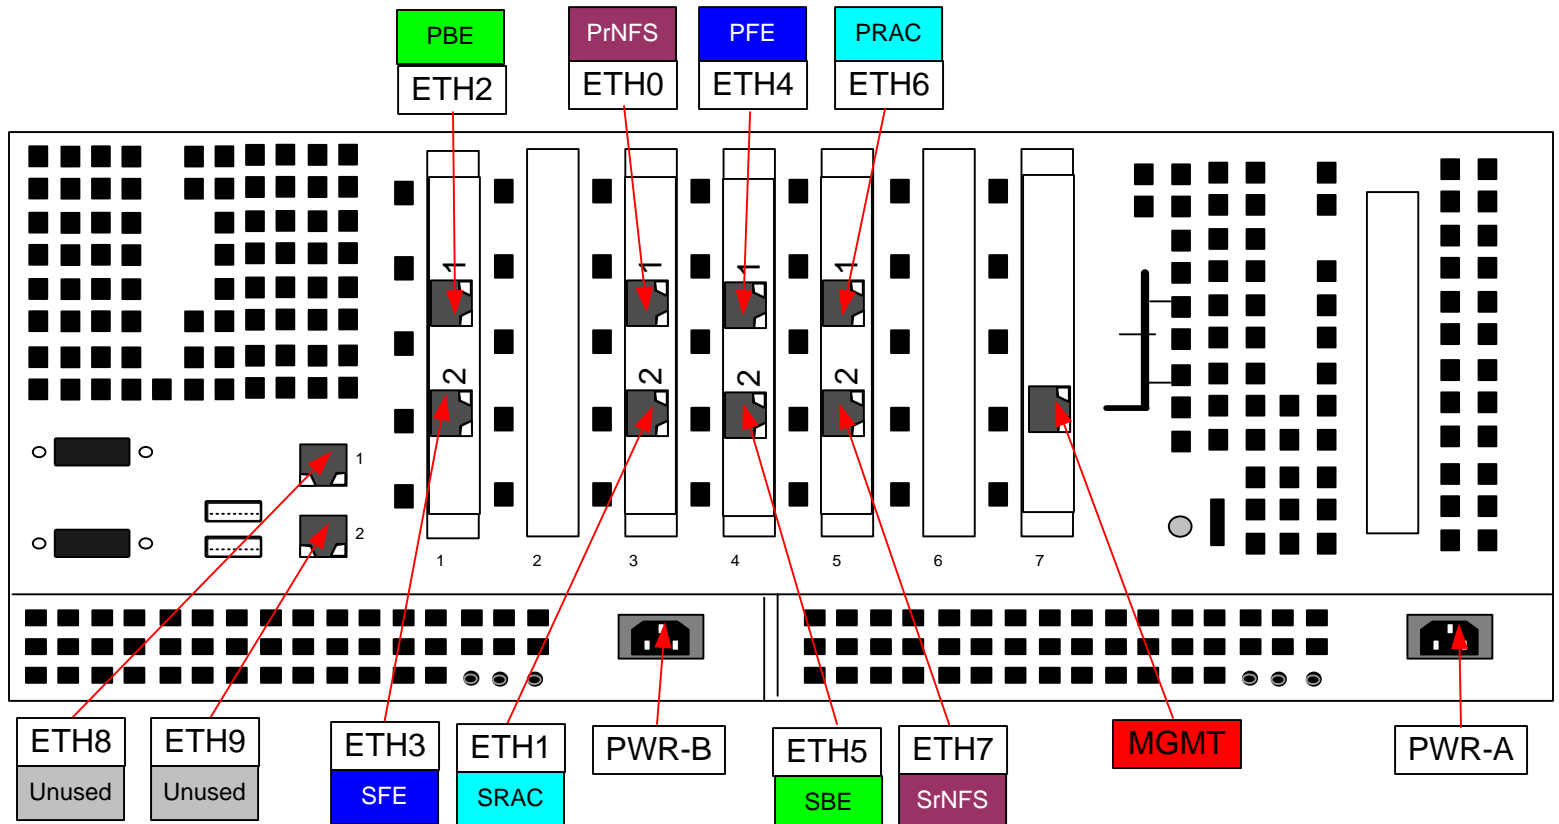 PBE
ETH2
PrNFS
ETH0
PFE
ETH4
PRAC
ETH6
1
1
1
1
2
2
2
2
1
2
1
2
3
4
5
6
7
ETH8
Unused
ETH9
Unused
ETH3
SFE
ETH1
SRAC
PWR-B
ETH5
SBE
ETH7
SrNFS
MGMT
PWR-A